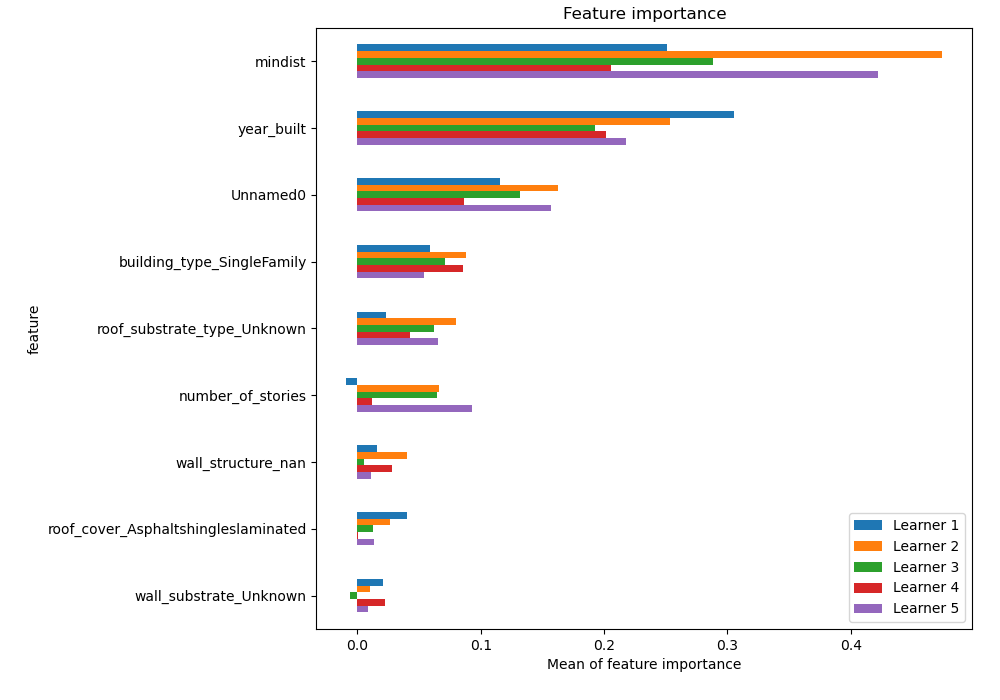 Feature importance
mindist
year_built
Unnamed0
building_type_SingleFamily
roof_substrate_type_Unknown
number_of_stories
wall_structure_nan
roof_cover_Asphaltshingleslaminated
wall_substrate_Unknown
feature
Learner 1
Learner 2
Learner 3
Learner 4
Learner 5
0.0 0.1 0.2 0.3 0.4
Mean of feature importance